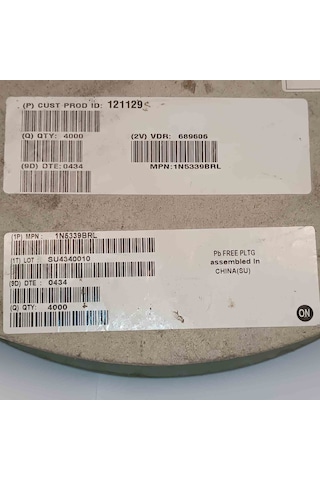 (P) CUST PROD ID: 121129
(Q) QTY: 4000
(2V) VDR: 689606
(9D) DTE: 0434
MPN:1N5339BRL
(1P) MPN : 1N5339BRL
(1T) LOT : SU4340010
(9D) DTE : 0434
(Q) QTY: 4000
Pb FREE PLTG
assembled in
CHINA(SU)
ON